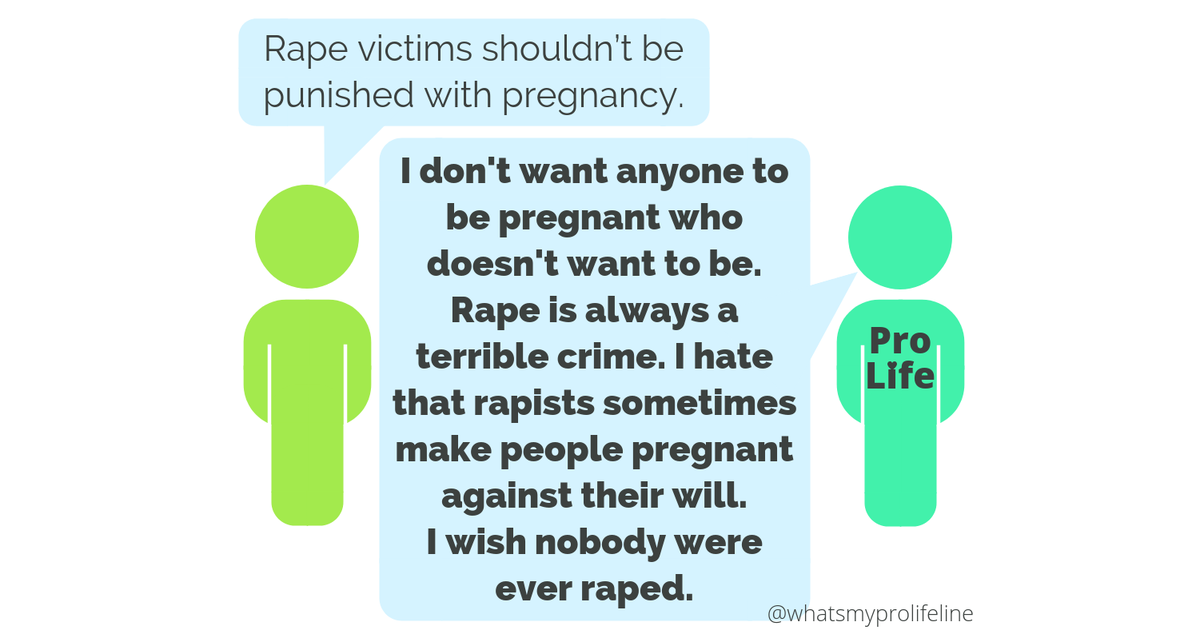 Rape victims shouldn’t be
punished with pregnancy.
I don't want anyone to
be pregnant who
doesn't want to be.
Rape is always a
terrible crime. I hate
that rapists sometimes
make people pregnant
against their will.
I wish nobody were
ever raped.
Pro
Life
@whatsmyprolifeline